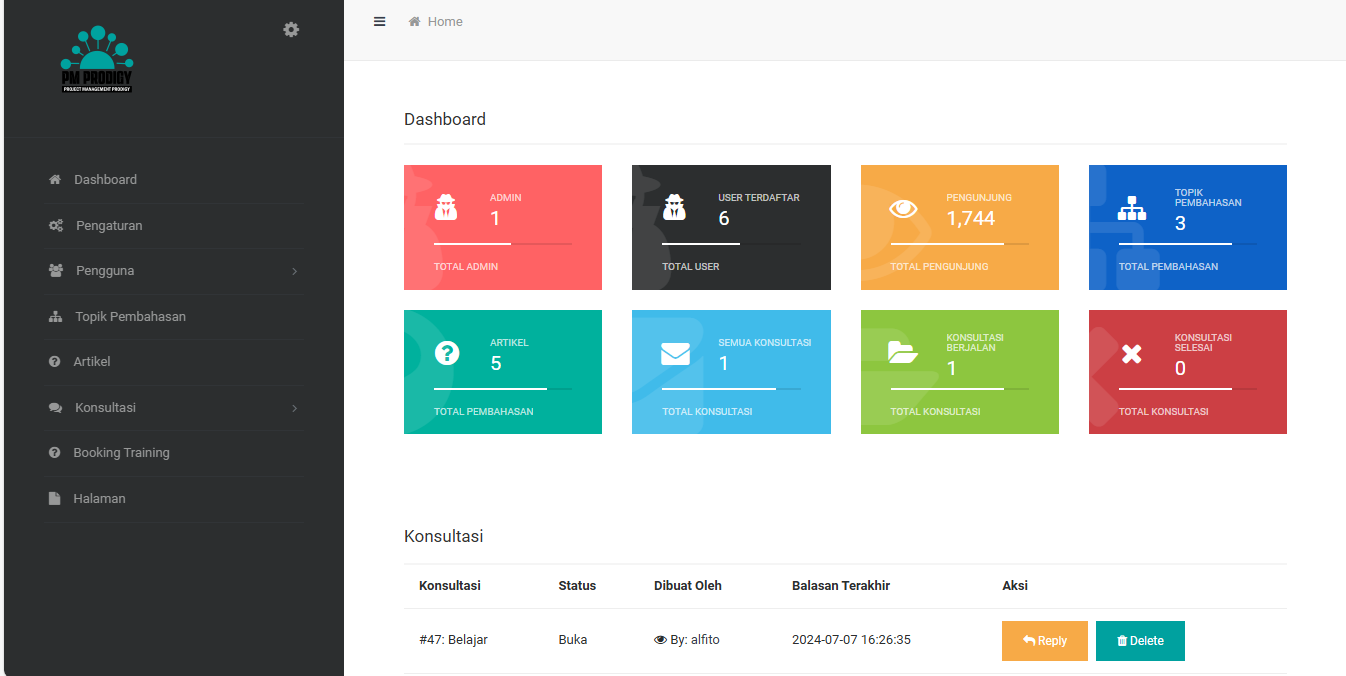 PM PRODIGY
PROJECT MANAGEMENT PRODIGY
Dashboard
Pengaturan
Pengguna
Topik Pembahasan
Artikel
Konsultasi
Booking Training
Halaman
Home
Dashboard
ADMIN
1
TOTAL ADMIN
USER TERDAFTAR
6
TOTAL USER
PENGUNJUNG
1,744
TOTAL PENGUNJUNG
TOPIK
PEMBAHASAN
3
TOTAL PEMBAHASAN
ARTIKEL
5
TOTAL PEMBAHASAN
SEMUA KONSULTASI
1
TOTAL KONSULTASI
KONSULTASI
BERJALAN
1
TOTAL KONSULTASI
KONSULTASI
SELESAI
0
TOTAL KONSULTASI
Konsultasi
Konsultasi Status Dibuat Oleh Balasan Terakhir Aksi
#47: Belajar Buka By: alfito 2024-07-07 16:26:35 Reply Delete